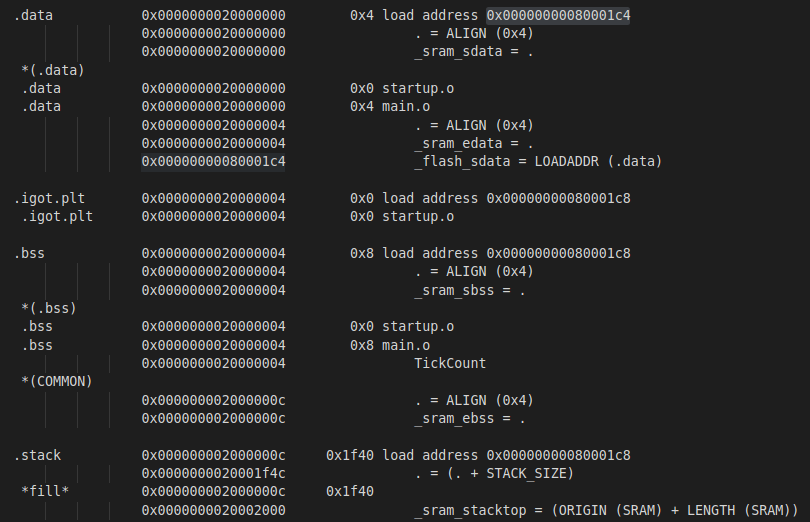 .data 0x0000000020000000 0x4 load address 0x00000000080001c4
0x0000000020000000 . = ALIGN (0x4)
0x0000000020000000 _sram_sdata = .
*(.data)
.data 0x0000000020000000 0x0 startup.o
.data 0x0000000020000000 0x4 main.o
0x0000000020000004 . = ALIGN (0x4)
0x0000000020000004 _sram_edata = .
0x00000000080001c4 _flash_sdata = LOADADDR (.data)
.igot.plt 0x0000000020000004 0x0 load address 0x00000000080001c8
.igot.plt 0x0000000020000004 0x0 startup.o
.bss 0x0000000020000004 0x8 load address 0x00000000080001c8
0x0000000020000004 . = ALIGN (0x4)
0x0000000020000004 _sram_sbss = .
*(.bss)
.bss 0x0000000020000004 0x0 startup.o
.bss 0x0000000020000004 0x8 main.o
0x0000000020000004 TickCount
*(COMMON)
0x000000002000000c . = ALIGN (0x4)
0x000000002000000c _sram_ebss = .
.stack 0x000000002000000c 0x1f40 load address 0x00000000080001c8
0x0000000020001f4c . = (. + STACK_SIZE)
*fill* 0x000000002000000c 0x1f40
0x0000000020002000 _sram_stacktop = (ORIGIN (SRAM) + LENGTH (SRAM))